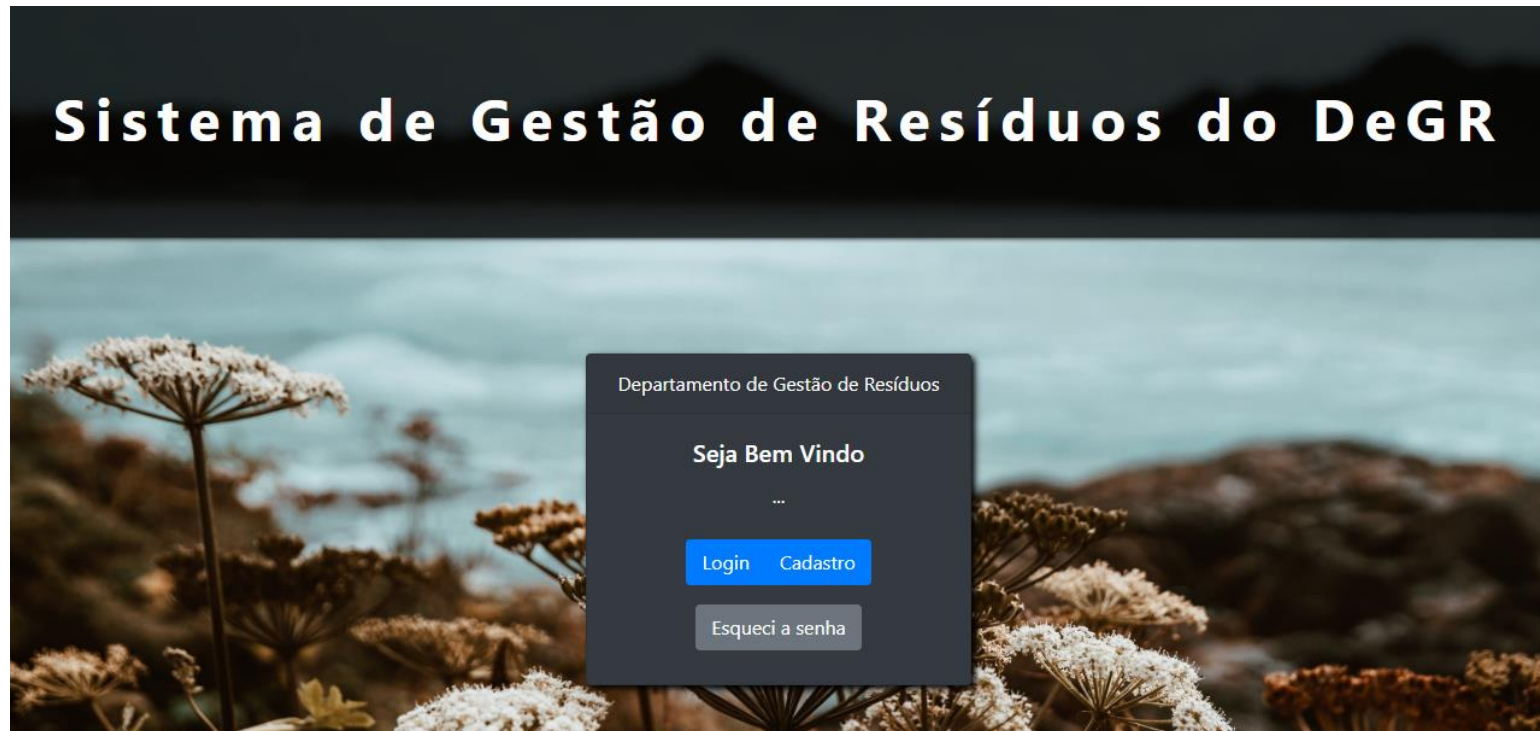 Sistema de Gestão de Resíduos do DeGR
Departamento de Gestão de Resíduos
Seja Bem Vindo
...
Login Cadastro
Esqueci a senha